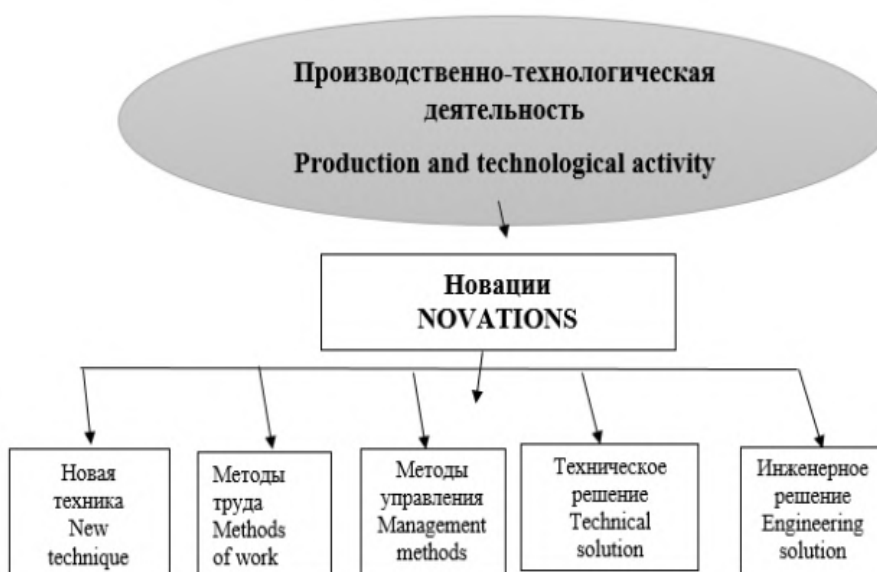 Производственно-технологическая
деятельность
Production and technological activity
Новации
NOVATIONS
Новая
техника
New
technique
Методы
труда
Methods
of work
Методы
управления
Management
methods
Техническое
решение
Technical
solution
Инженерное
решение
Engineering
solution